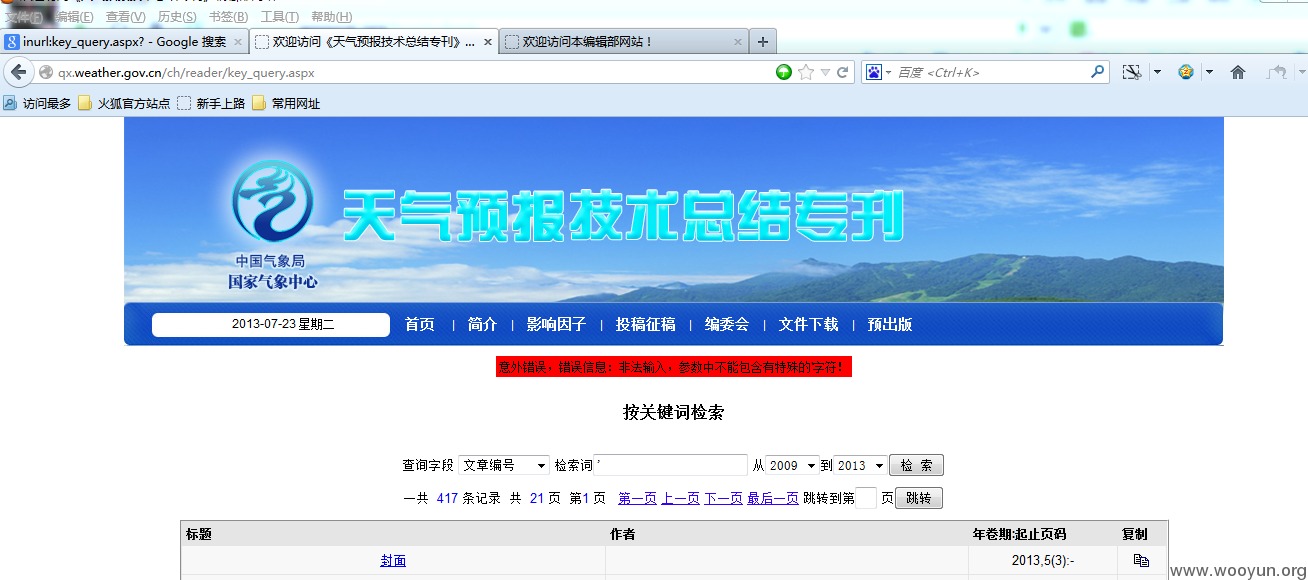 文件(F) 编辑(E) 查看(V) 历史(S) 书签(B) 工具(T) 帮助(H)
inurl:key_query.aspx? - Google 搜索 欢迎访问《天气预报技术总结专刊》... 欢迎访问本编辑部网站！
qx.weather.gov.cn/ch/reader/key_query.aspx 百度 <Ctrl+K>
访问最多 火狐官方站点 新手上路 常用网址
天气预报技术总结专刊
中国气象局
国家气象中心
2013-07-23 星期二 首页 | 简介 | 影响因子 | 投稿征稿 | 编委会 | 文件下载 | 预出版
意外错误，错误信息：非法输入，参数中不能包含有特殊的'字符！
按关键词检索
查询字段 文章编号 检索词 ' 从 2009 到 2013 检 索
一共 417 条记录 共 21 页 第1 页 第一页 上一页 下一页 最后一页 跳转到第 页 跳转
标题 作者 年卷期:起止页码 复制
封面 2013,5(3):-
www.wooyun.org